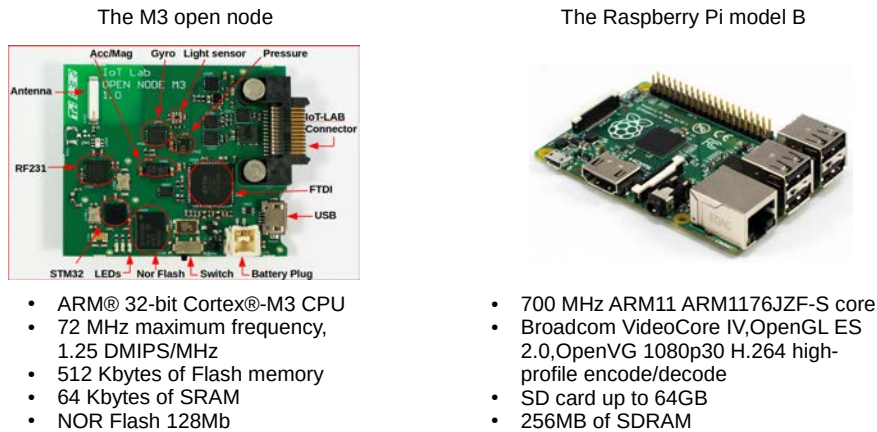 The M3 open node
Acc/Mag Gyro Light sensor Pressure
IoT Lab
OPEN NODE M3
1.0
Antenna
IoT-LAB
Connector
RF231
FTDI
USB
STM32 LEDs Nor Flash Switch Battery Plug
• ARM® 32-bit Cortex®-M3 CPU
• 72 MHz maximum frequency,
1.25 DMIPS/MHz
• 512 Kbytes of Flash memory
• 64 Kbytes of SRAM
• NOR Flash 128Mb
The Raspberry Pi model B
• 700 MHz ARM11 ARM1176JZF-S core
• Broadcom VideoCore IV,OpenGL ES
2.0,OpenVG 1080p30 H.264 high-
profile encode/decode
• SD card up to 64GB
• 256MB of SDRAM